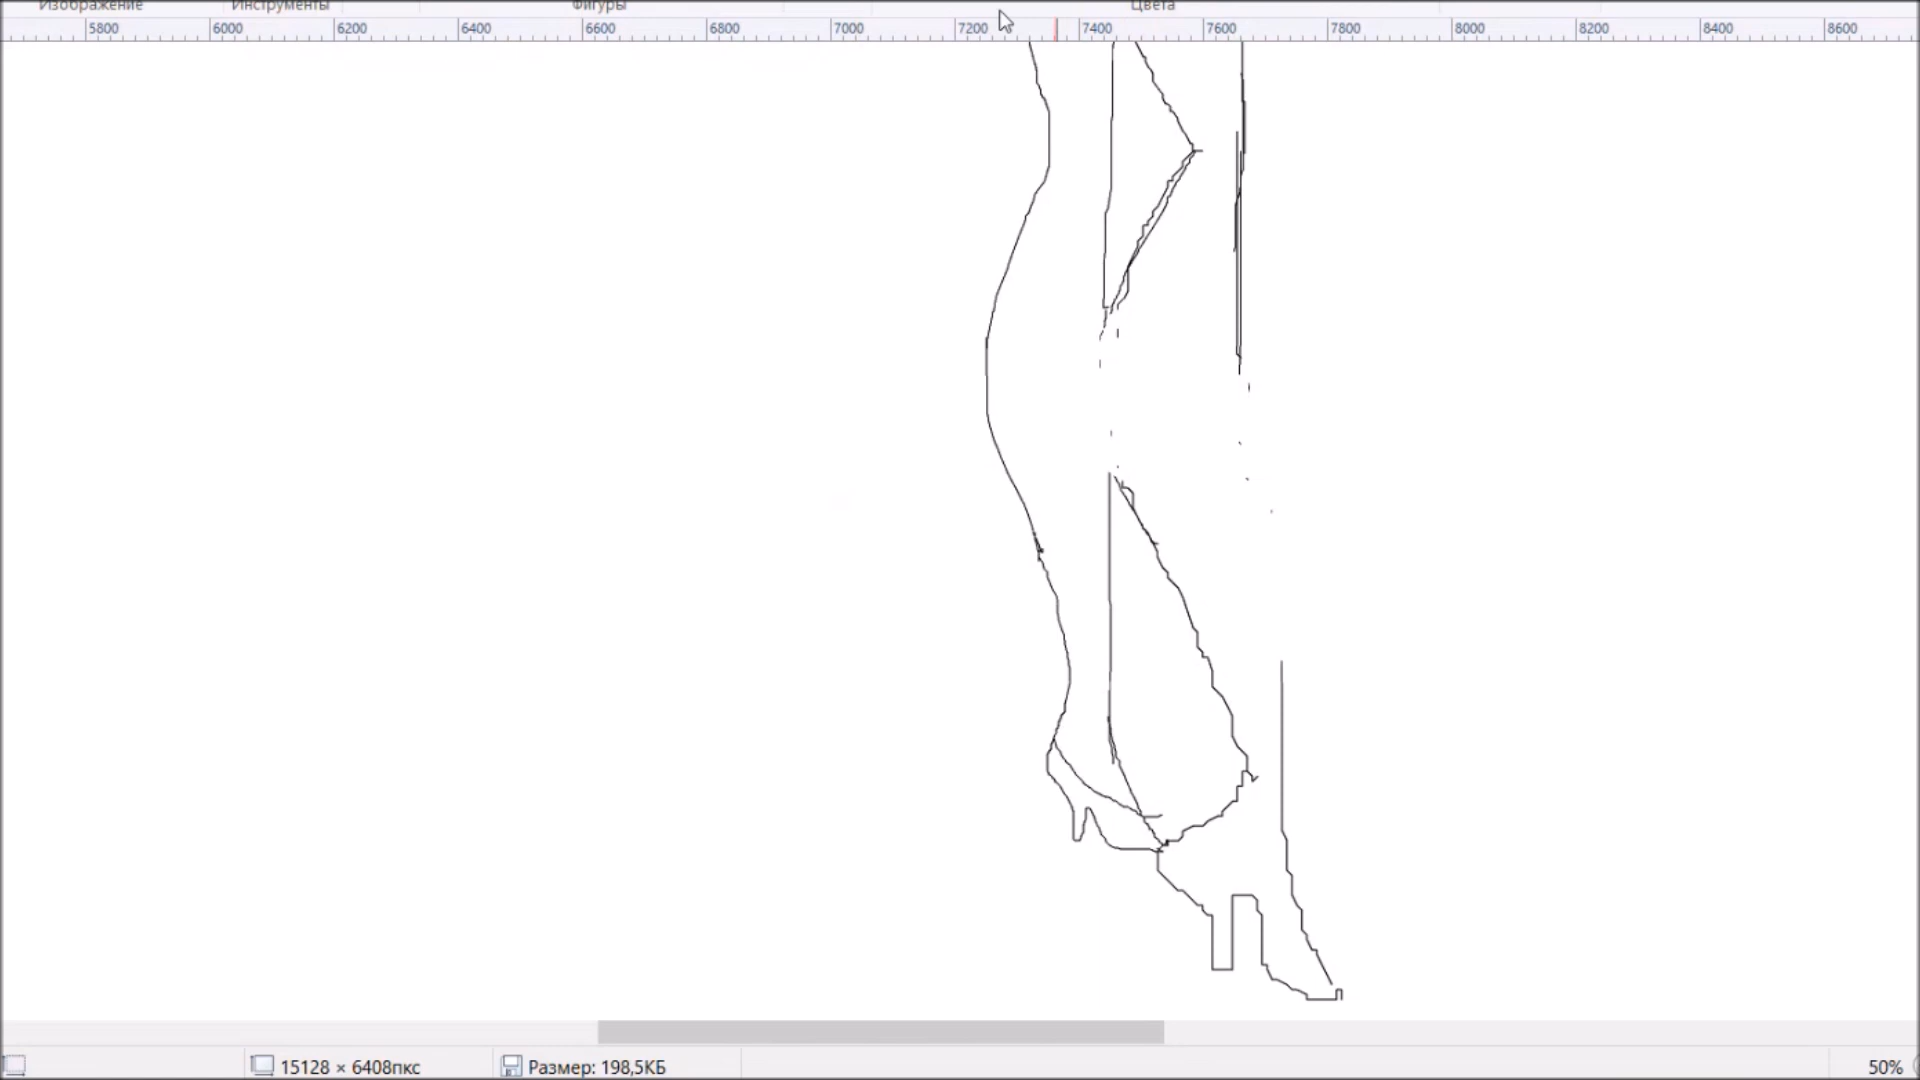 Изображение Инструменты Фигуры Цвета
5800 6000 6200 6400 6600 6800 7000 7200 7400 7600 7800 8000 8200 8400 8600
15128 × 6408пкс Размер: 198,5КБ 50%